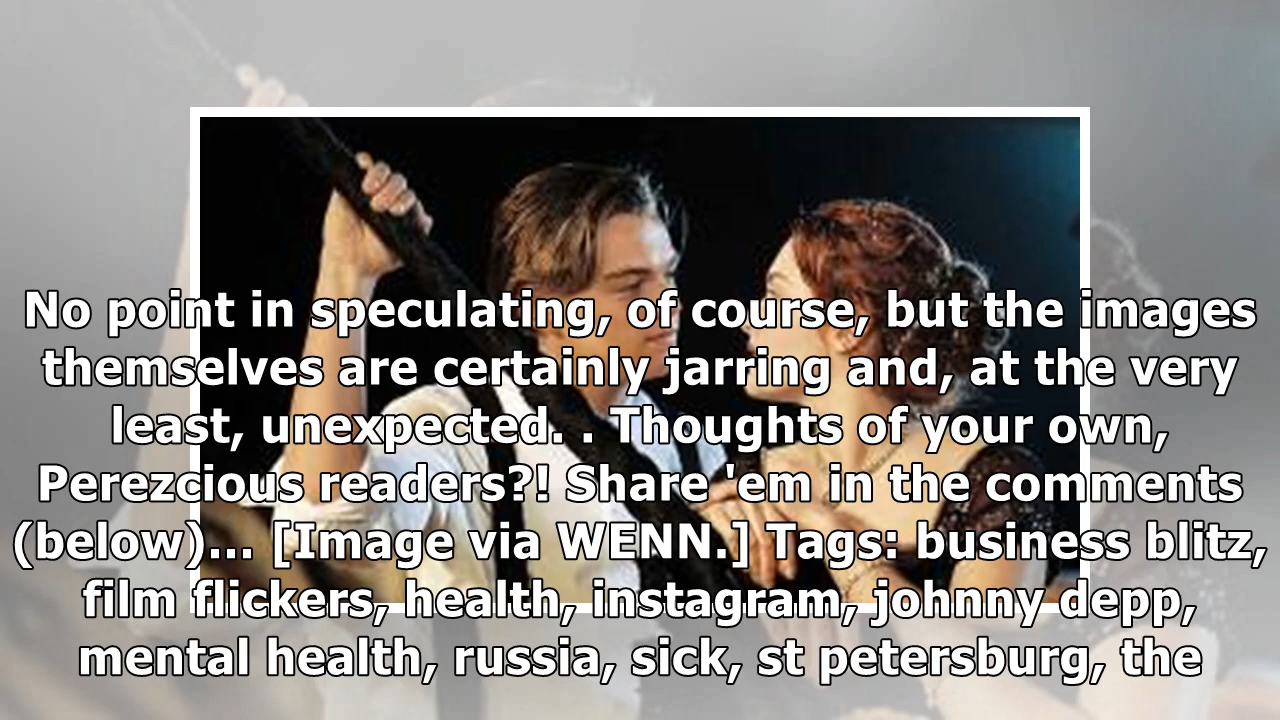 No point in speculating, of course, but the images
themselves are certainly jarring and, at the very
least, unexpected. . Thoughts of your own,
Perezcious readers?! Share 'em in the comments
(below)... [Image via WENN.] Tags: business blitz,
film flickers, health, instagram, johnny depp,
mental health, russia, sick, st petersburg, the